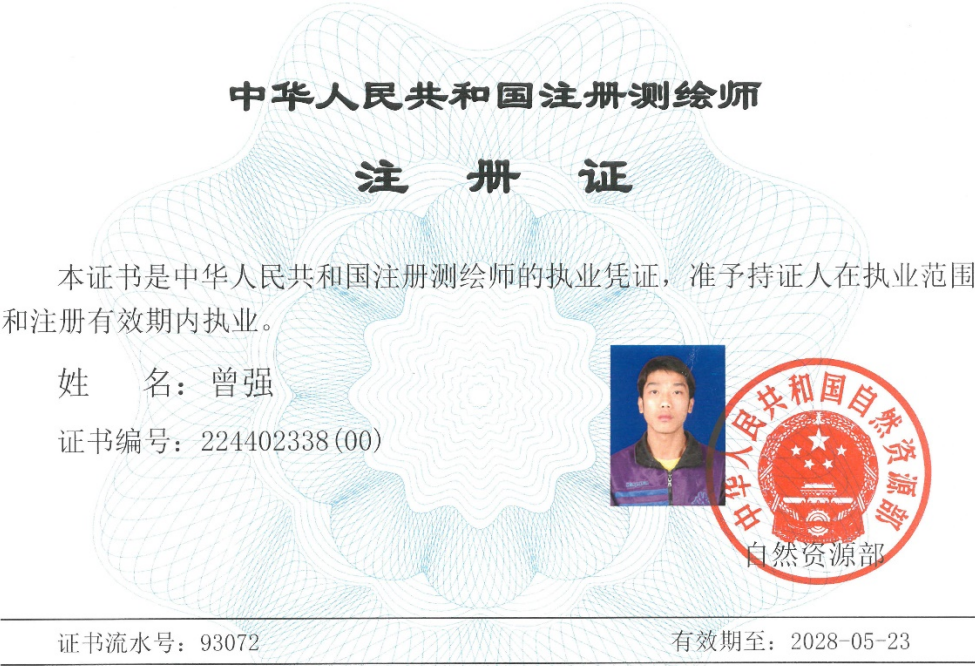 中华人民共和国注册测绘师
注 册 证
本证书是中华人民共和国注册测绘师的执业凭证，准予持证人在执业范围
和注册有效期内执业。
姓 名：曾强
证书编号：224402338(00)
中华人民共和国自然资源部
自然资源部
证书流水号：93072
有效期至：2028-05-23